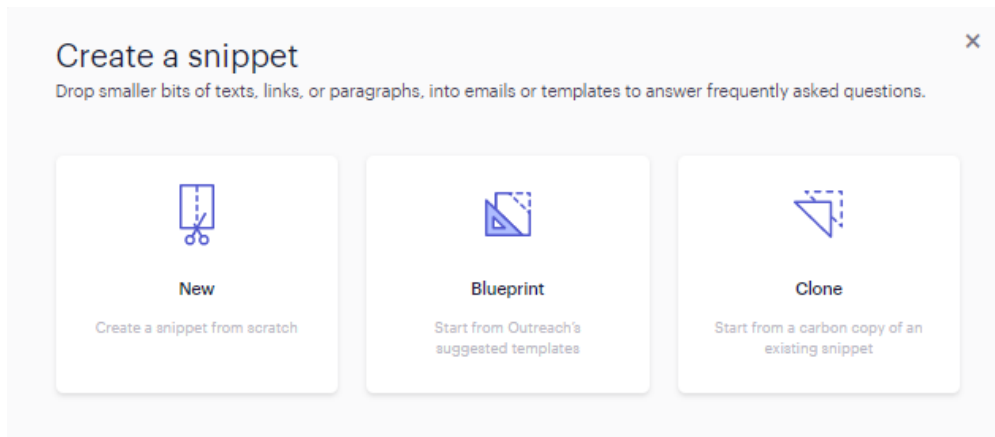 Create a snippet
Drop smaller bits of texts, links, or paragraphs, into emails or templates to answer frequently asked questions.
New
Create a snippet from scratch
Blueprint
Start from Outreach's
suggested templates
Clone
Start from a carbon copy of an
existing snippet